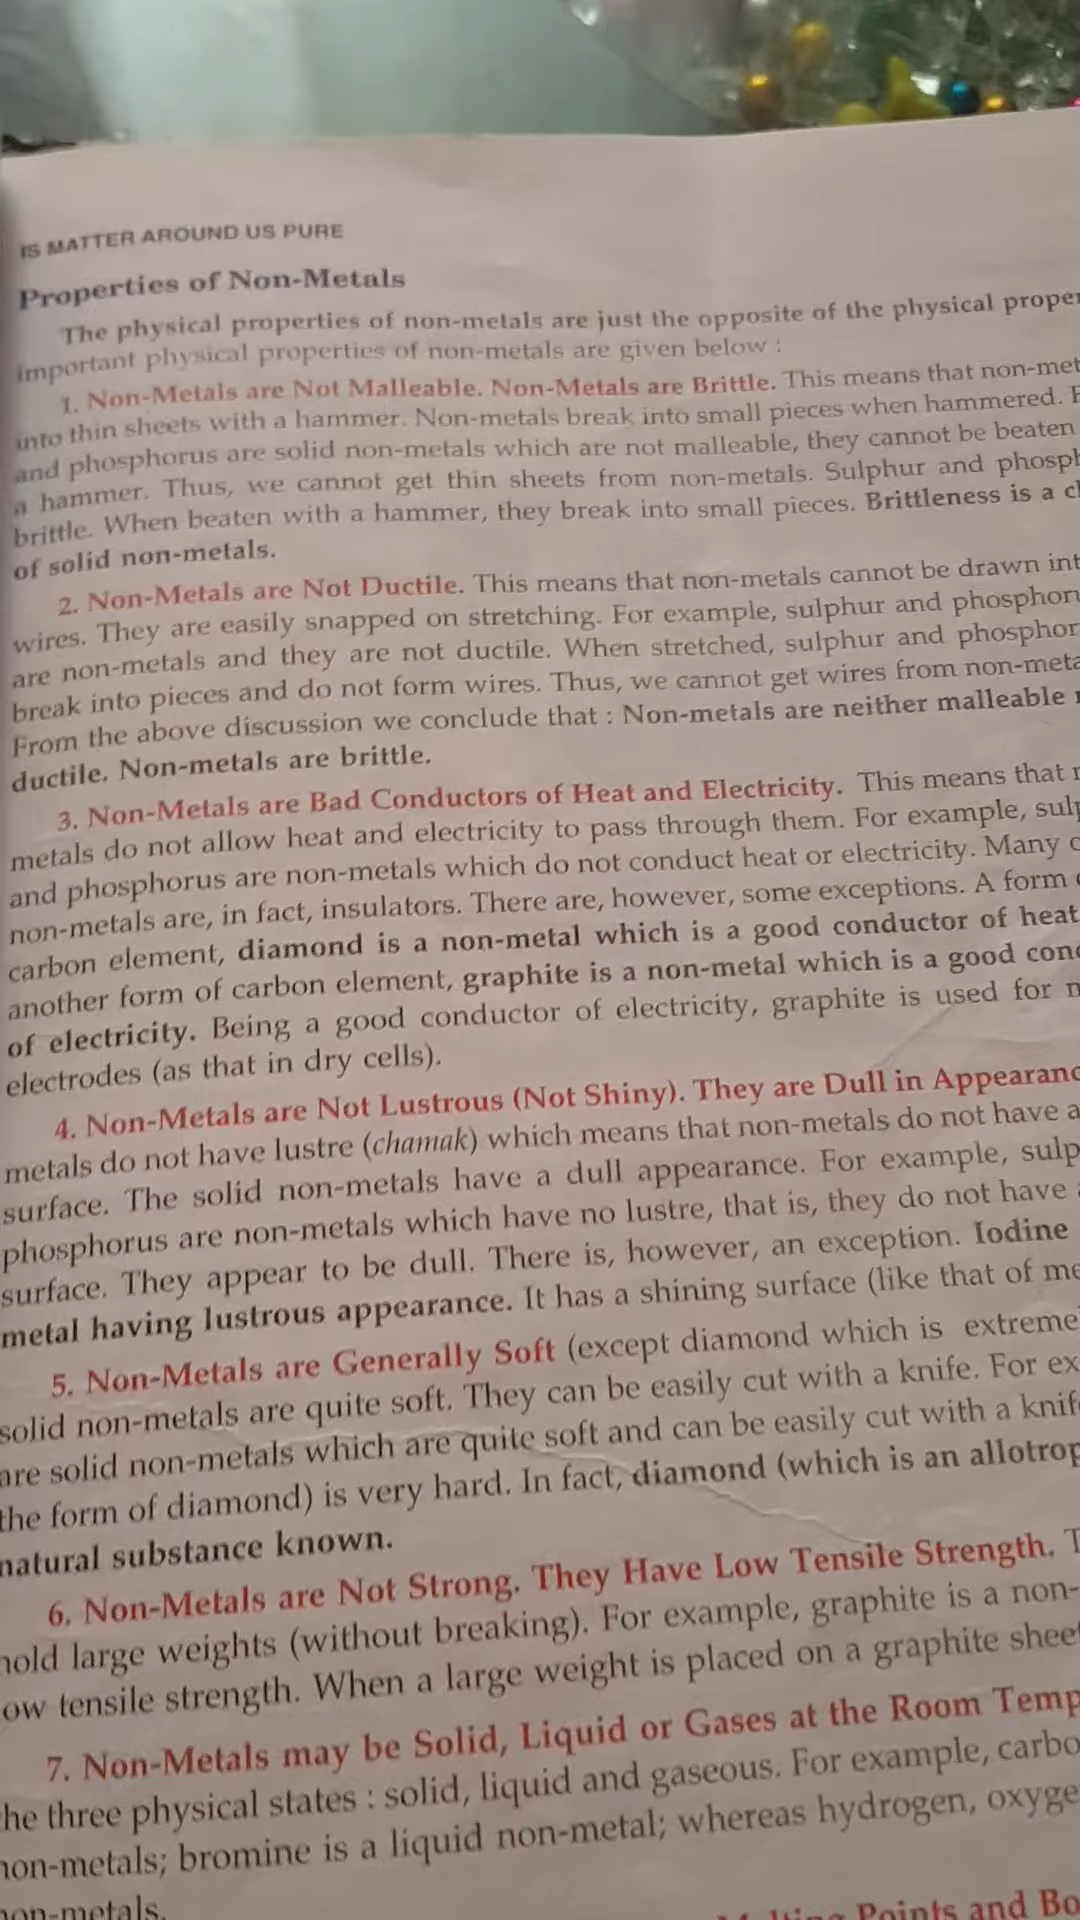 IS MATTER AROUND US PURE
Properties of Non-Metals
The physical properties of non-metals are just the opposite of the physical
important physical properties of non-metals are given below :
1. Non-Metals are Not Malleable. Non-Metals are Brittle. This means that
into thin sheets with a hammer. Non-metals break into small pieces when hammered.
and phosphorus are solid non-metals which are not malleable, they cannot be beaten
a hammer. Thus, we cannot get thin sheets from non-metals. Sulphur and
brittle. When beaten with a hammer, they break into small pieces. Brittleness is a
of solid non-metals.
2. Non-Metals are Not Ductile. This means that non-metals cannot be drawn
wires. They are easily snapped on stretching. For example, sulphur and
are non-metals and they are not ductile. When stretched, sulphur and
break into pieces and do not form wires. Thus, we cannot get wires from
From the above discussion we conclude that : Non-metals are neither malleable
ductile. Non-metals are brittle.
3. Non-Metals are Bad Conductors of Heat and Electricity. This means that
metals do not allow heat and electricity to pass through them. For example,
and phosphorus are non-metals which do not conduct heat or electricity. Many
non-metals are, in fact, insulators. There are, however, some exceptions. A form
carbon element, diamond is a non-metal which is a good conductor of heat
another form of carbon element, graphite is a non-metal which is a good
of electricity. Being a good conductor of electricity, graphite is used for
electrodes (as that in dry cells).
4. Non-Metals are Not Lustrous (Not Shiny). They are Dull in
metals do not have lustre (chamak) which means that non-metals do not have a
surface. The solid non-metals have a dull appearance. For example,
phosphorus are non-metals which have no lustre, that is, they do not have
surface. They appear to be dull. There is, however, an exception. Iodine
metal having lustrous appearance. It has a shining surface (like that of
5. Non-Metals are Generally Soft (except diamond which is
solid non-metals are quite soft. They can be easily cut with a knife. For
are solid non-metals which are quite soft and can be easily cut with a
the form of diamond) is very hard. In fact, diamond (which is an
natural substance known.
6. Non-Metals are Not Strong. They Have Low Tensile Strength.
large weights (without breaking). For example, graphite is a non-
tensile strength. When a large weight is placed on a graphite
7. Non-Metals may be Solid, Liquid or Gases at the Room
three physical states : solid, liquid and gaseous. For example,
non-metals; bromine is a liquid non-metal; whereas hydrogen,
non-metals.
Points and